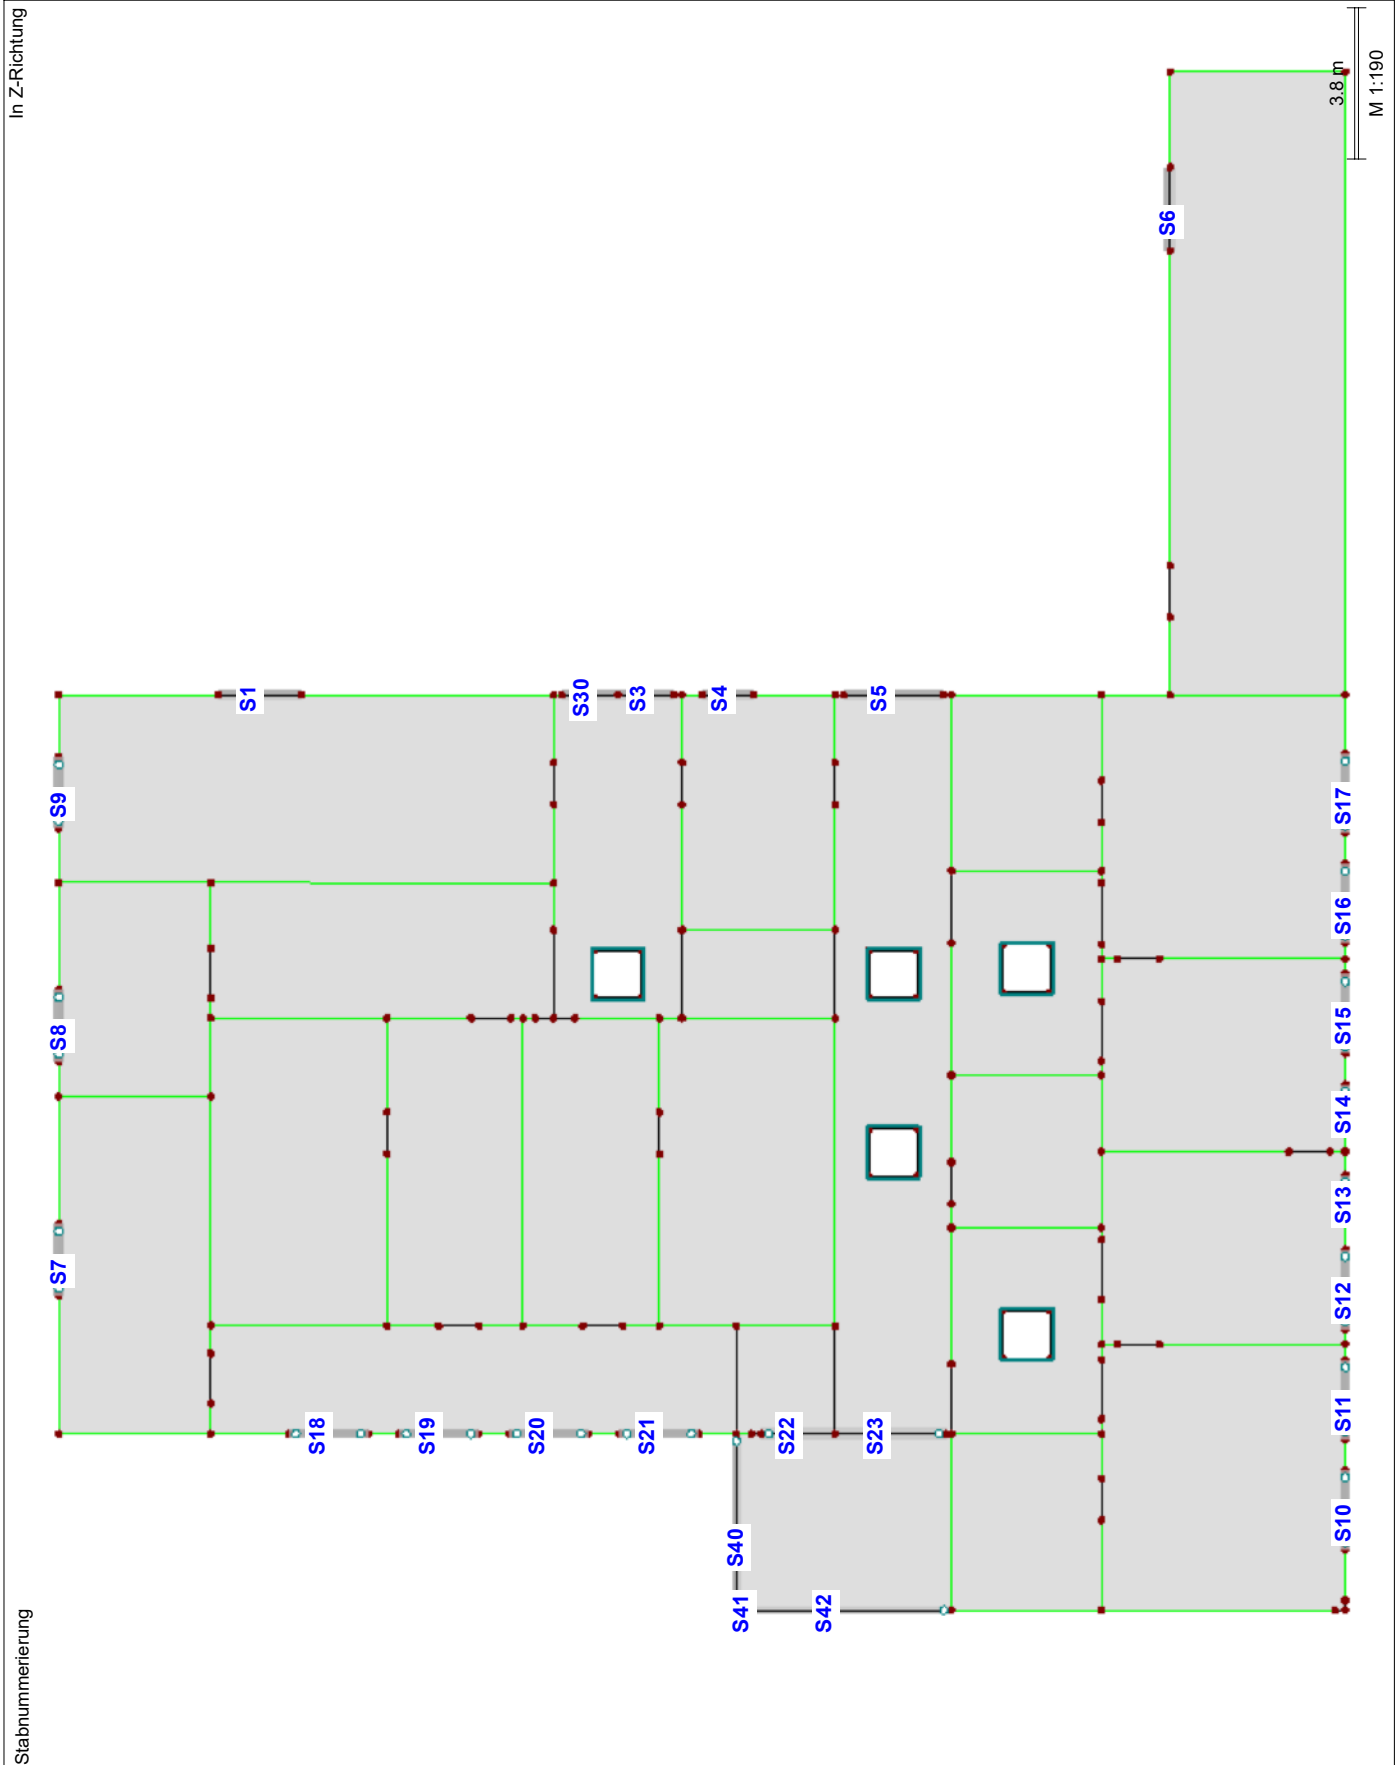 Stabnummerierung
In Z-Richtung
S7
S8
S9
S1
S18
S19
S20
S30
S3
S21
S4
S40
S41
S22
S42
S23
S5
S6
S10
S11
S12
S13
S14
S15
S16
S17
3.8 m
M 1:190